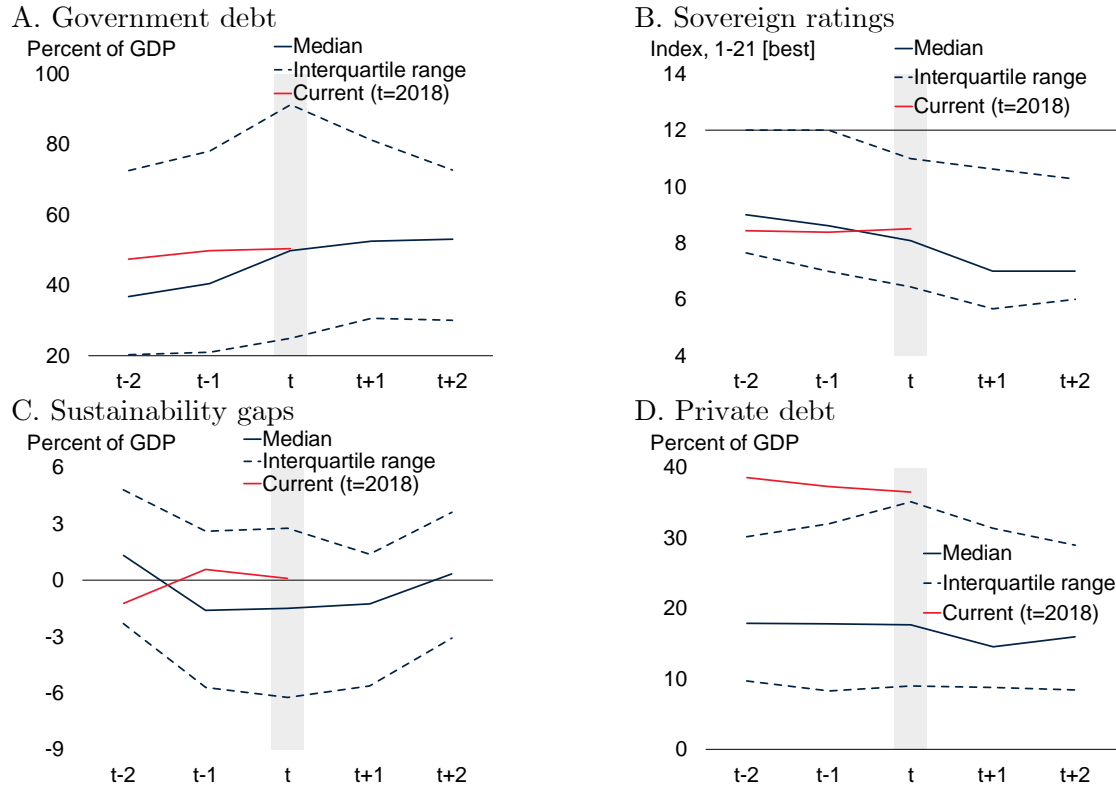 A. Government debt
Percent of GDP
Median
Interquartile range
Current (t=2018)
100
80
60
40
20
t-2 t-1 t t+1 t+2
B. Sovereign ratings
Index, 1-21 [best]
Median
Interquartile range
Current (t=2018)
14
12
10
8
6
4
t-2 t-1 t t+1 t+2
C. Sustainability gaps
Percent of GDP
Median
Interquartile range
Current (t=2018)
6
3
0
-3
-6
-9
t-2 t-1 t t+1 t+2
D. Private debt
Percent of GDP
40
30
20
10
0
Median
Interquartile range
Current (t=2018)
t-2 t-1 t t+1 t+2